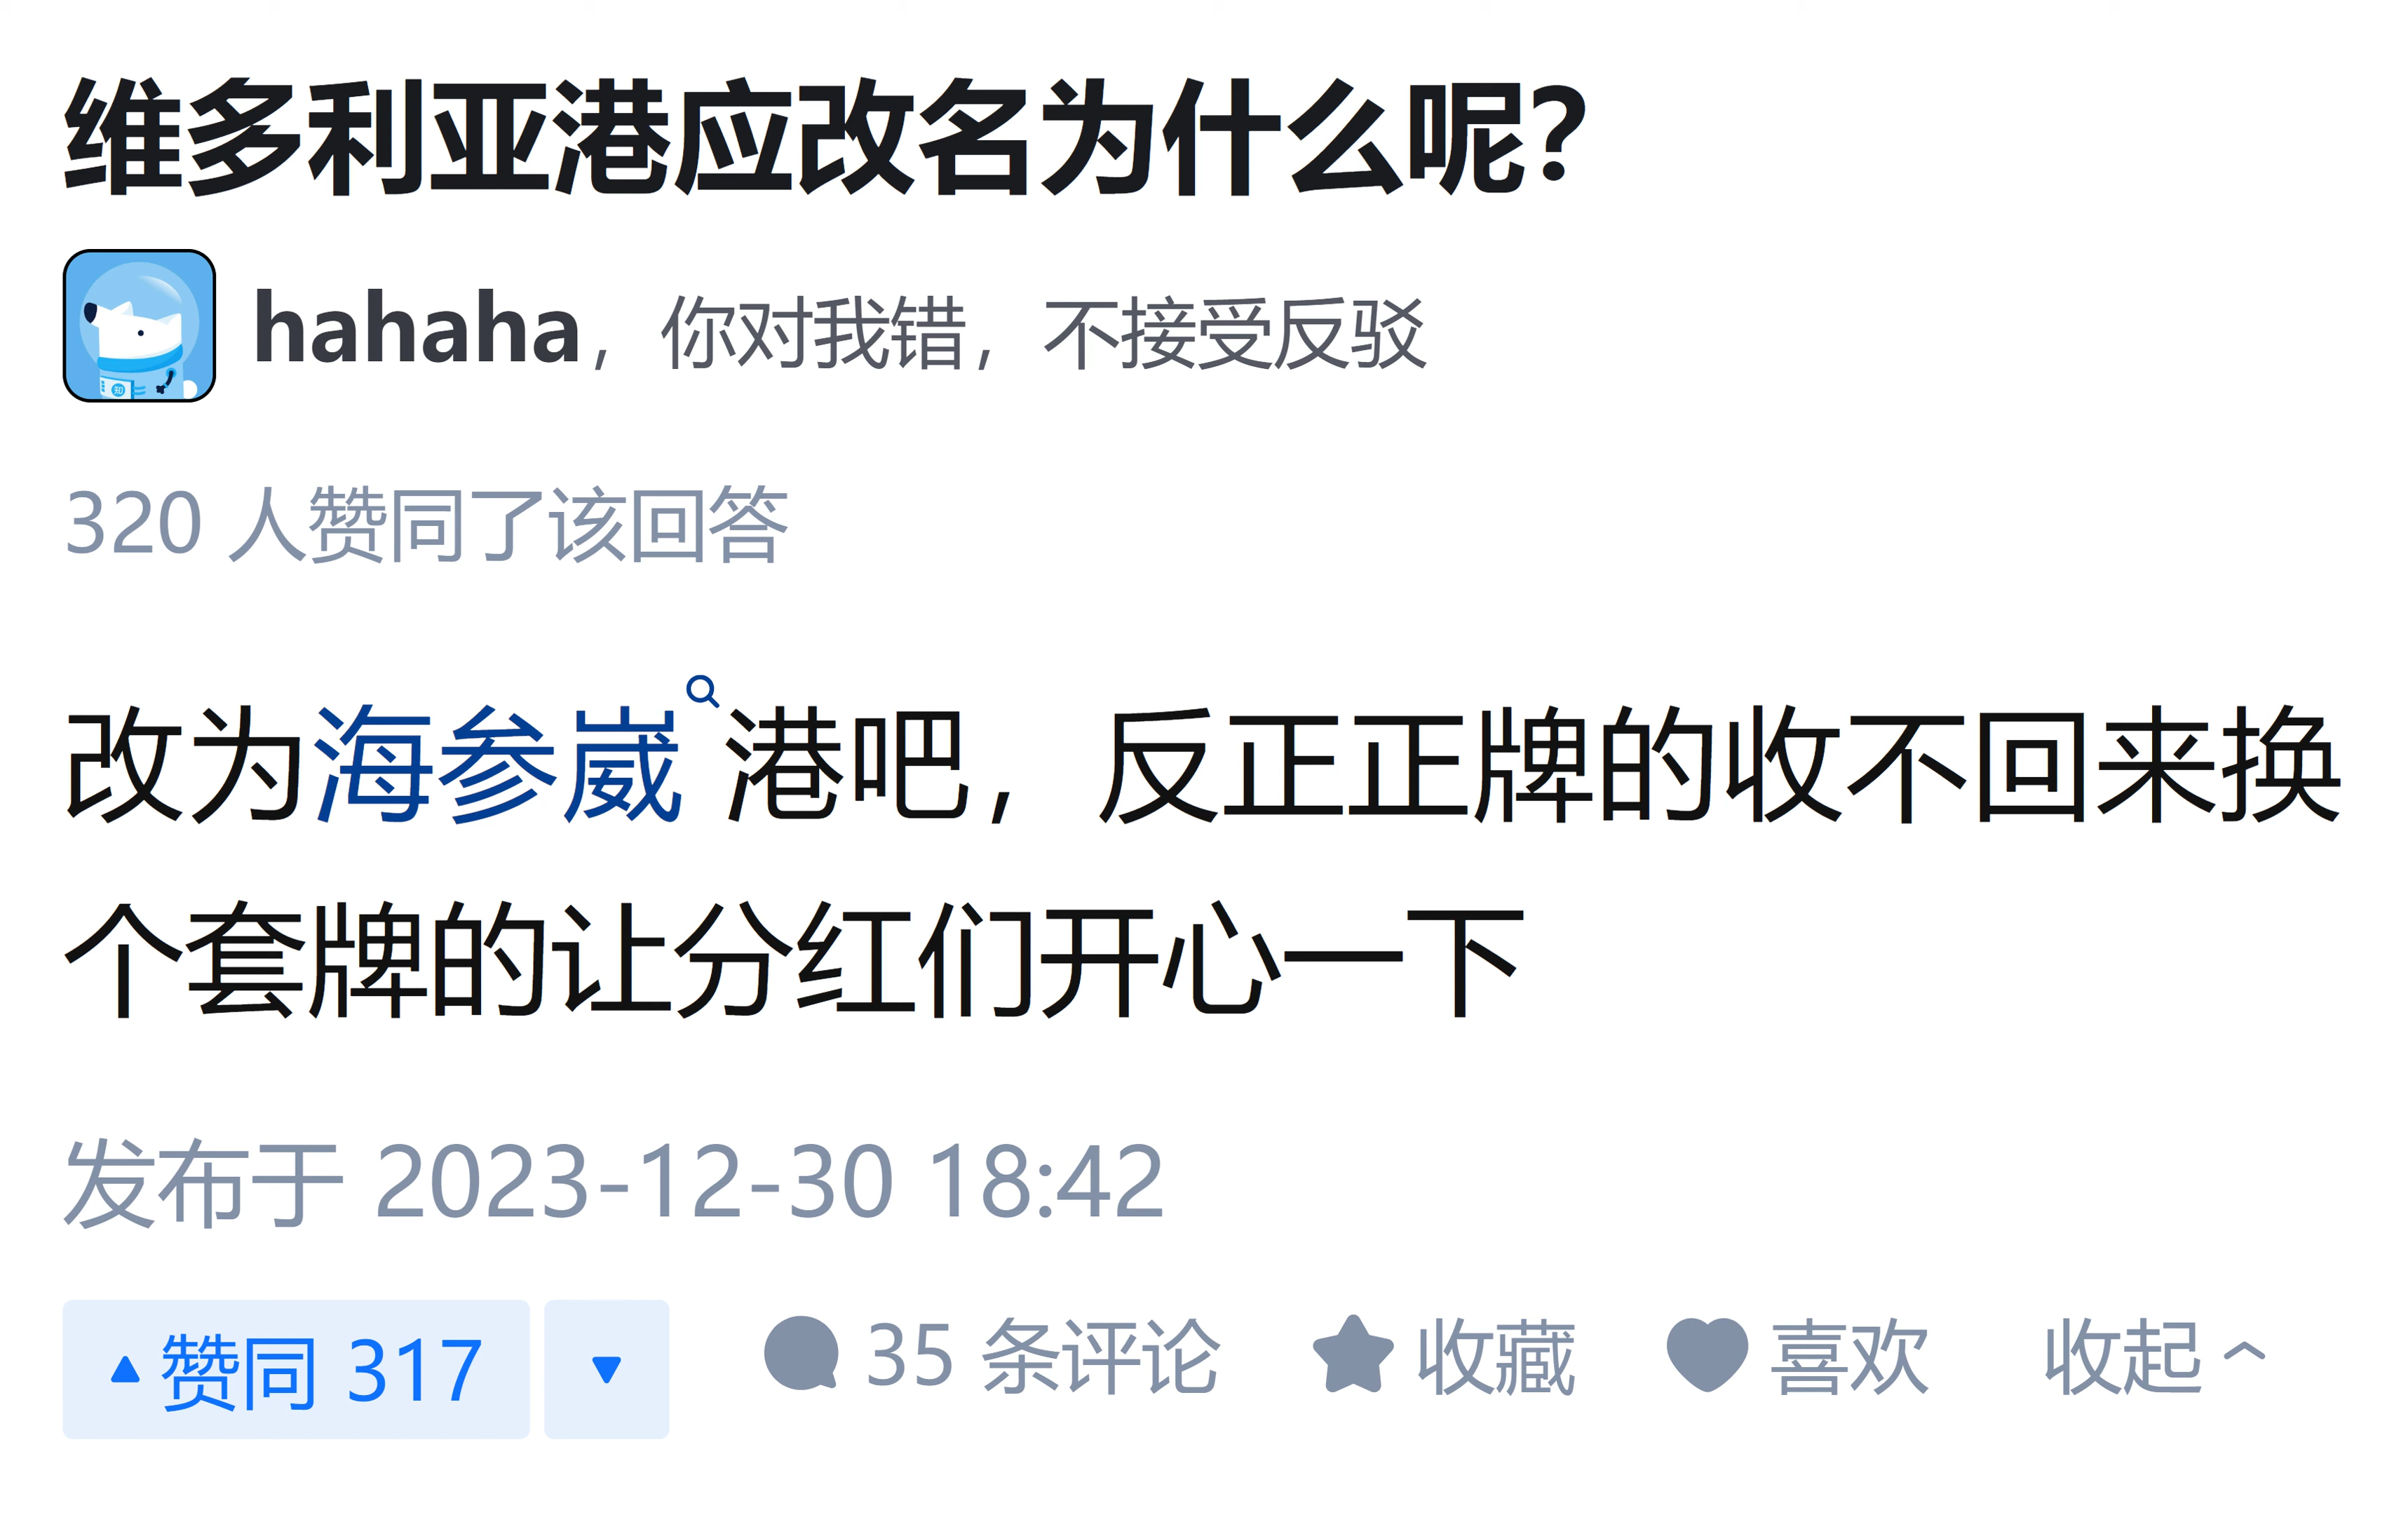 维多利亚港应改名为什么呢？
hahaha，你对我错，不接受反驳
320 人赞同了该回答
改为海参崴港吧，反正正牌的收不回来换
个套牌的让分红们开心一下
发布于 2023-12-30 18:42
赞同 317 35 条评论 收藏 喜欢 收起